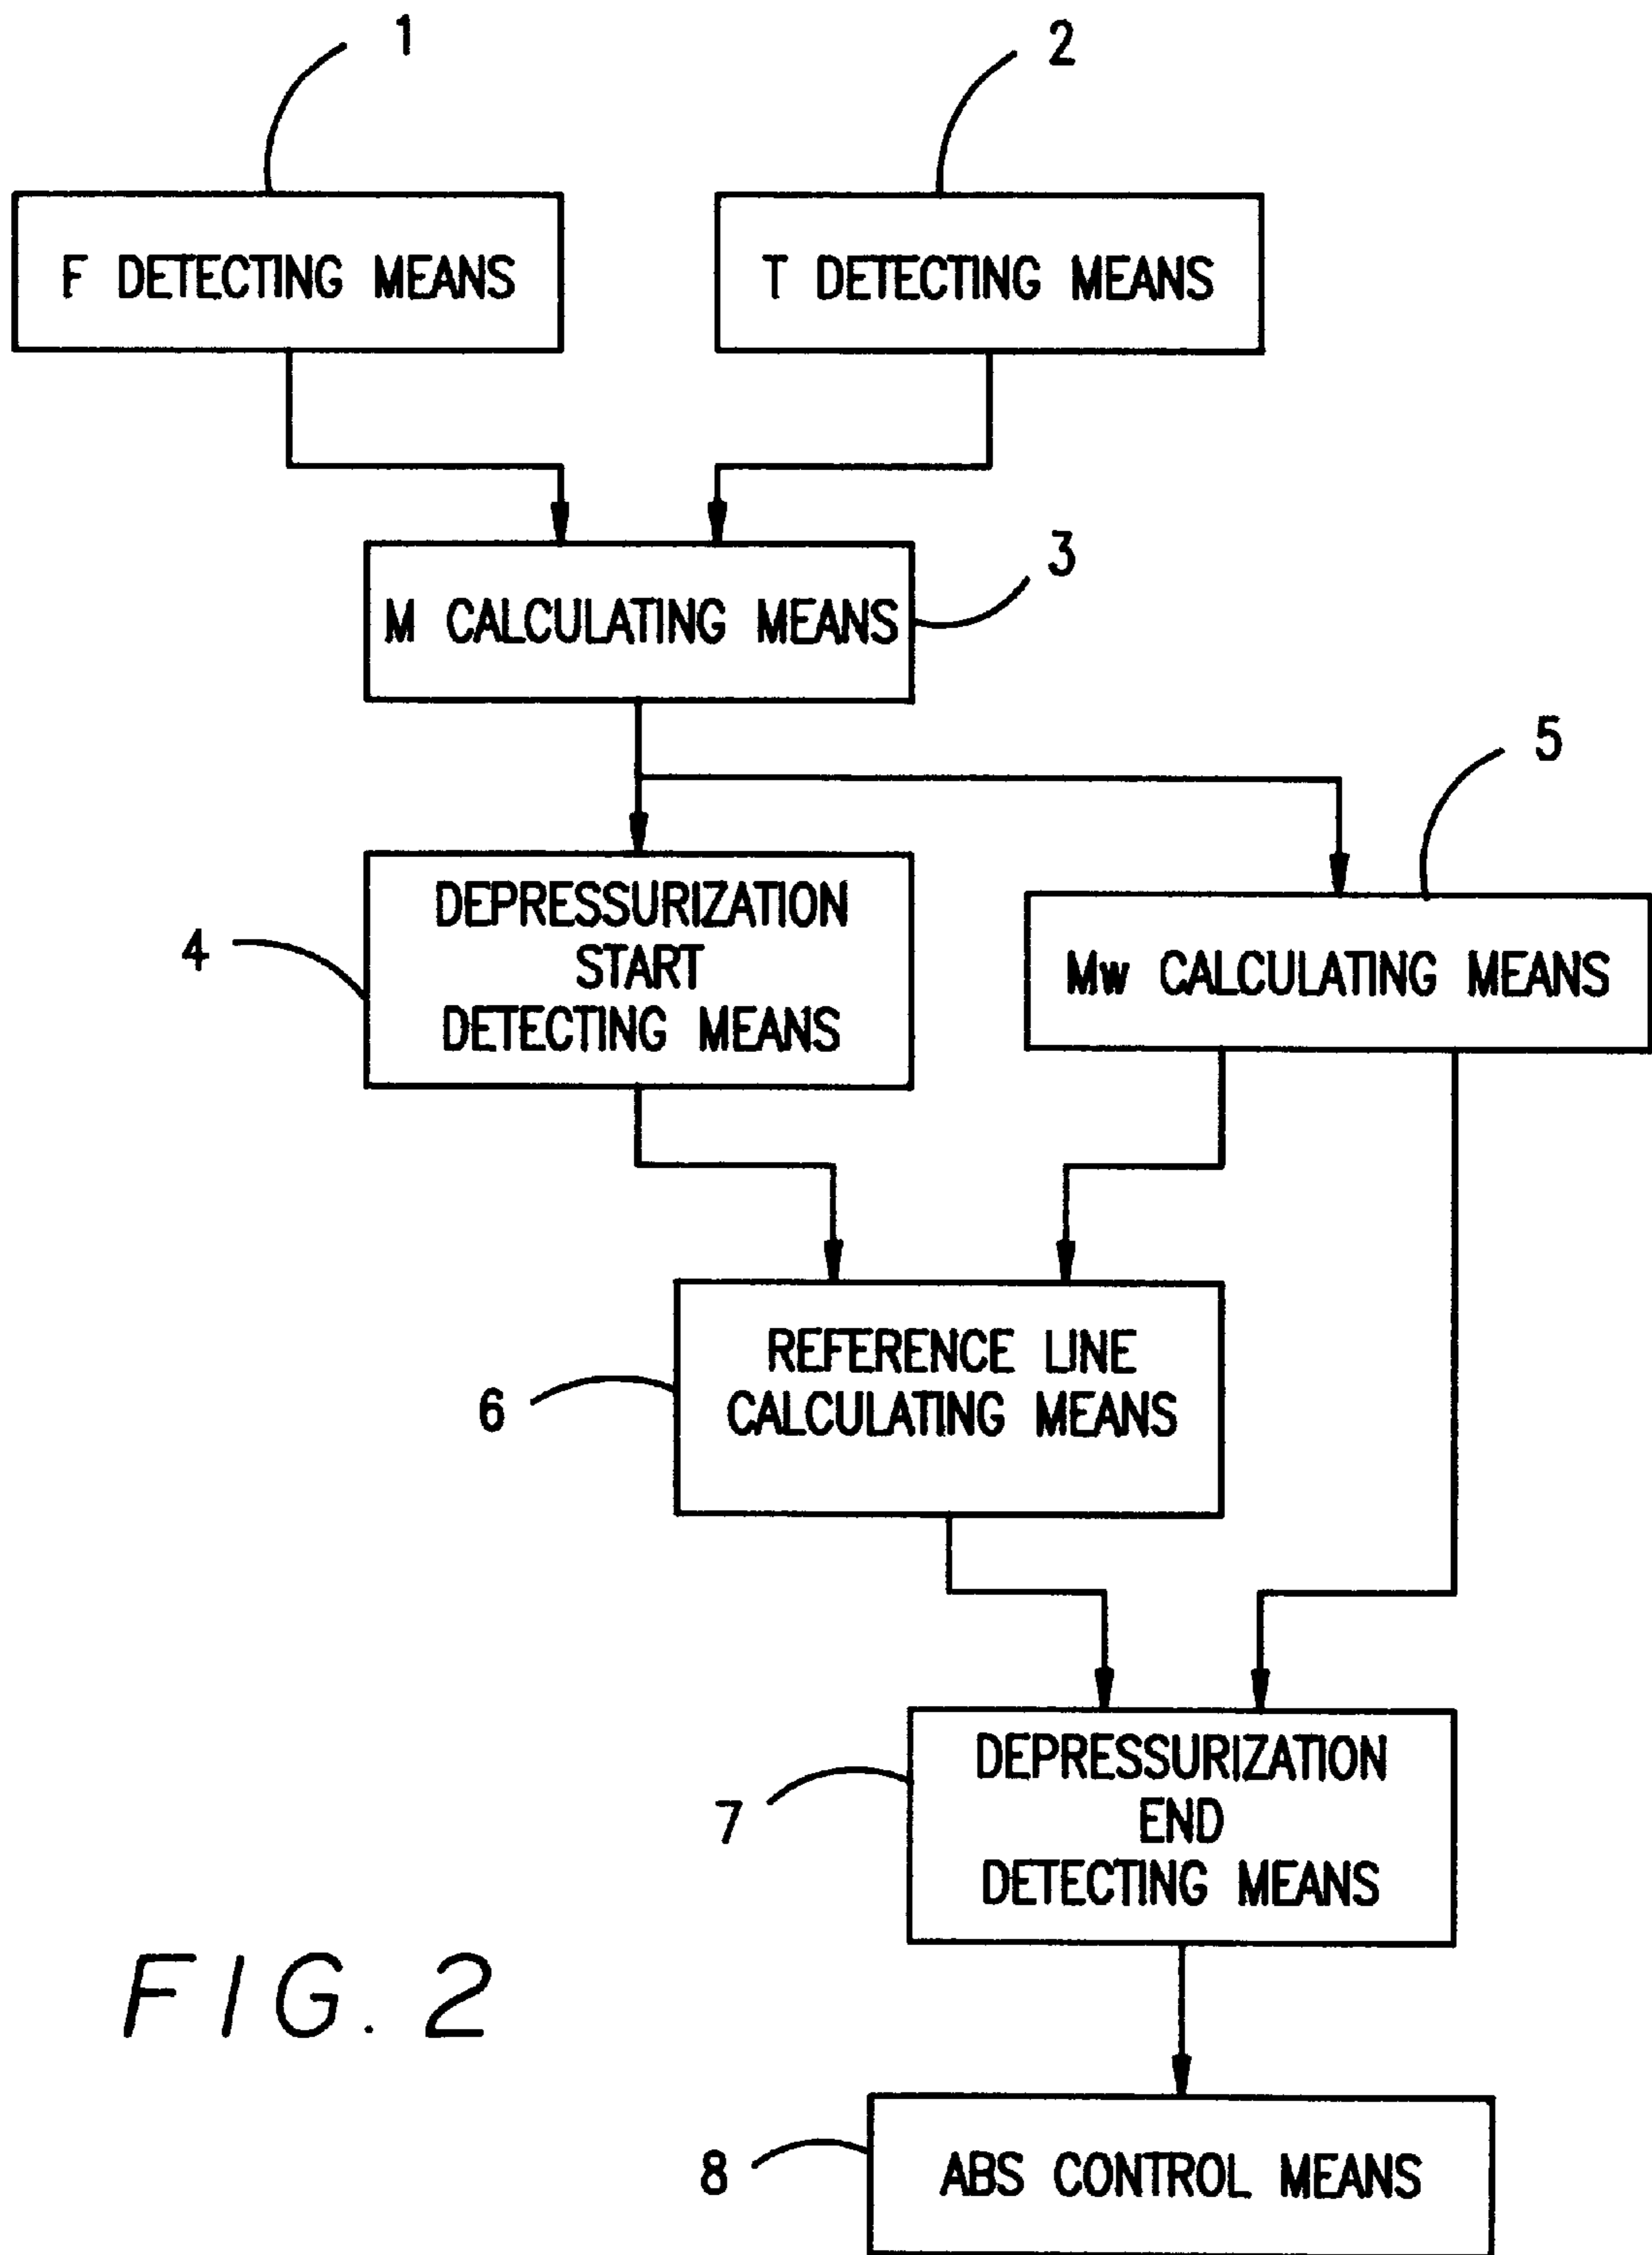 1
2
F DETECTING MEANS
T DETECTING MEANS
3
M CALCULATING MEANS
5
4
DEPRESSURIZATION
START
DETECTING MEANS
Mw CALCULATING MEANS
6
REFERENCE LINE
CALCULATING MEANS
7
DEPRESSURIZATION
END
DETECTING MEANS
FIG. 2
8
ABS CONTROL MEANS